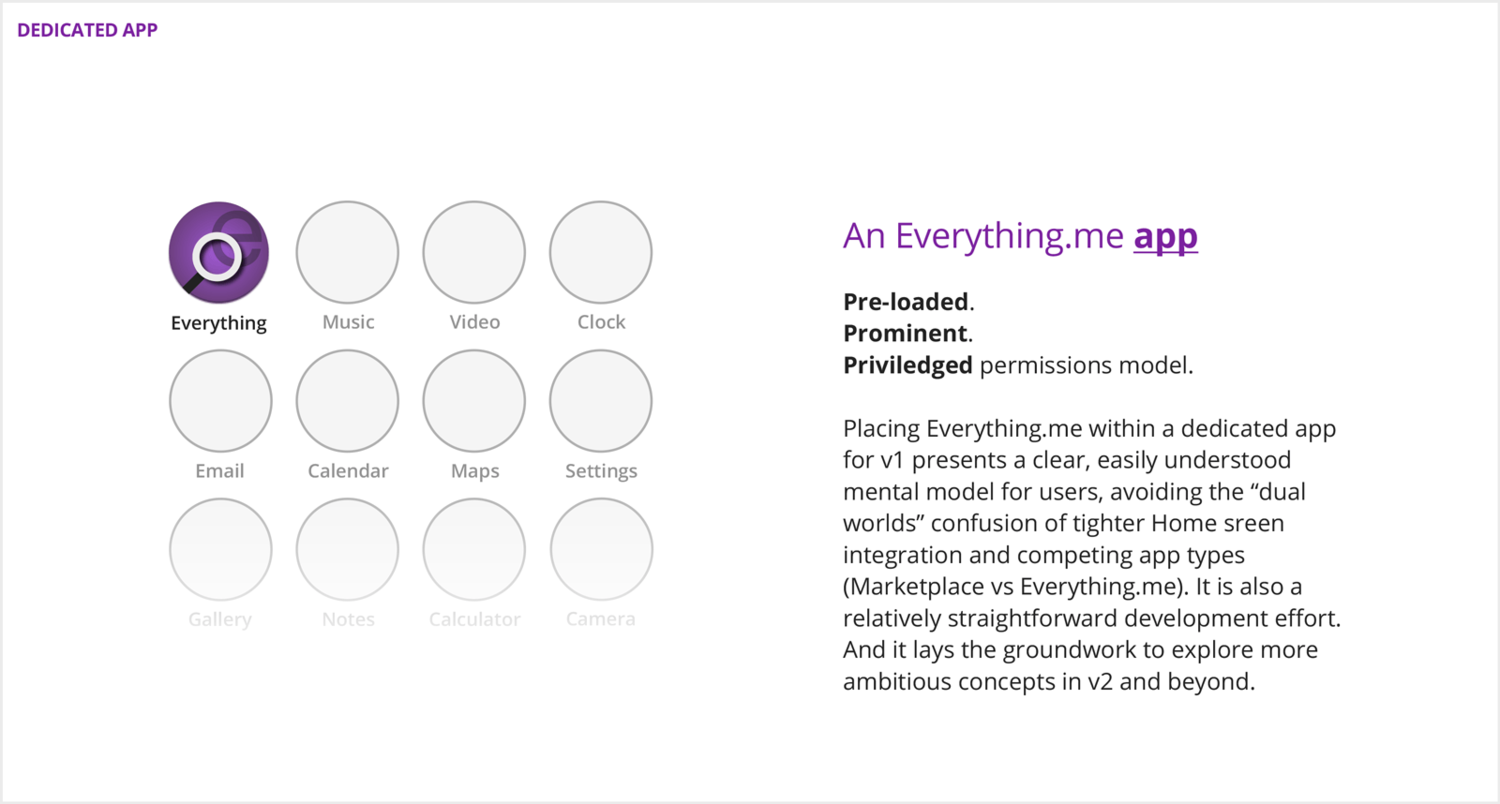 DEDICATED APP
Everything
Music
Video
Clock
Email
Calendar
Maps
Settings
Gallery
Notes
Calculator
Camera
An Everything.me app
Pre-loaded.
Prominent.
Priviledged permissions model.
Placing Everything.me within a dedicated app
for v1 presents a clear, easily understood
mental model for users, avoiding the “dual
worlds” confusion of tighter Home sreen
integration and competing app types
(Marketplace vs Everything.me). It is also a
relatively straightforward development effort.
And it lays the groundwork to explore more
ambitious concepts in v2 and beyond.